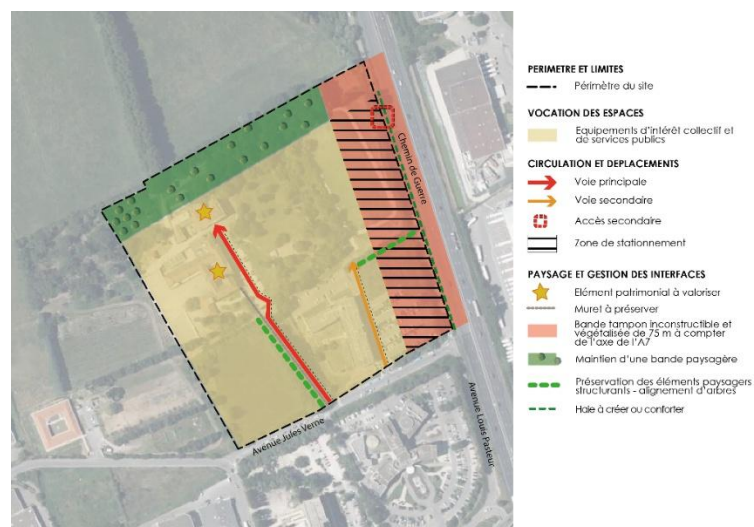 Chemin de Guerre
Avenue Jules Verne
Avenue Louis Pasteur
PERIMETRE ET LIMITES
Périmètre du site
VOCATION DES ESPACES
Equipements d'intérêt collectif et
de services publics
CIRCULATION ET DEPLACEMENTS
Voie principale
Voie secondaire
Accès secondaire
Zone de stationnement
PAYSAGE ET GESTION DES INTERFACES
Elément patrimonial à valoriser
Muret à préserver
Bande tampon inconstructible et
végétalisée de 75 m à compter
de l'axe de l'A7
Maintien d'une bande paysagère
Préservation des éléments paysagers
structurants - alignement d'arbres
Haie à créer ou conforter